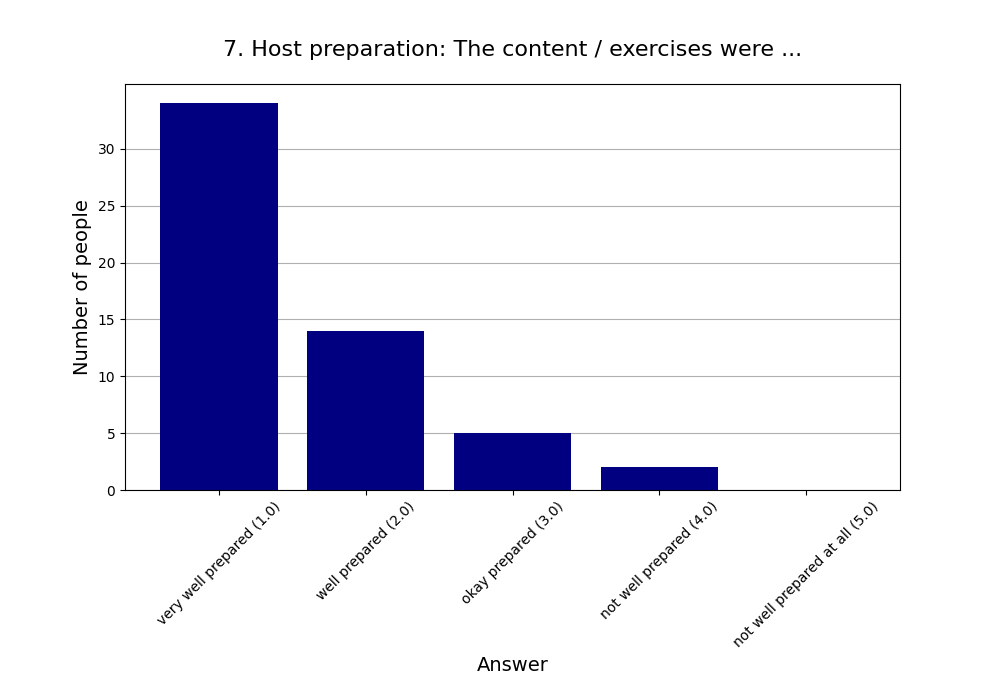 7. Host preparation: The content / exercises were ...
Number of people
30
25
20
15
10
5
0
very well prepared (1.0)
well prepared (2.0)
okay prepared (3.0)
not well prepared (4.0)
not well prepared at all (5.0)
Answer